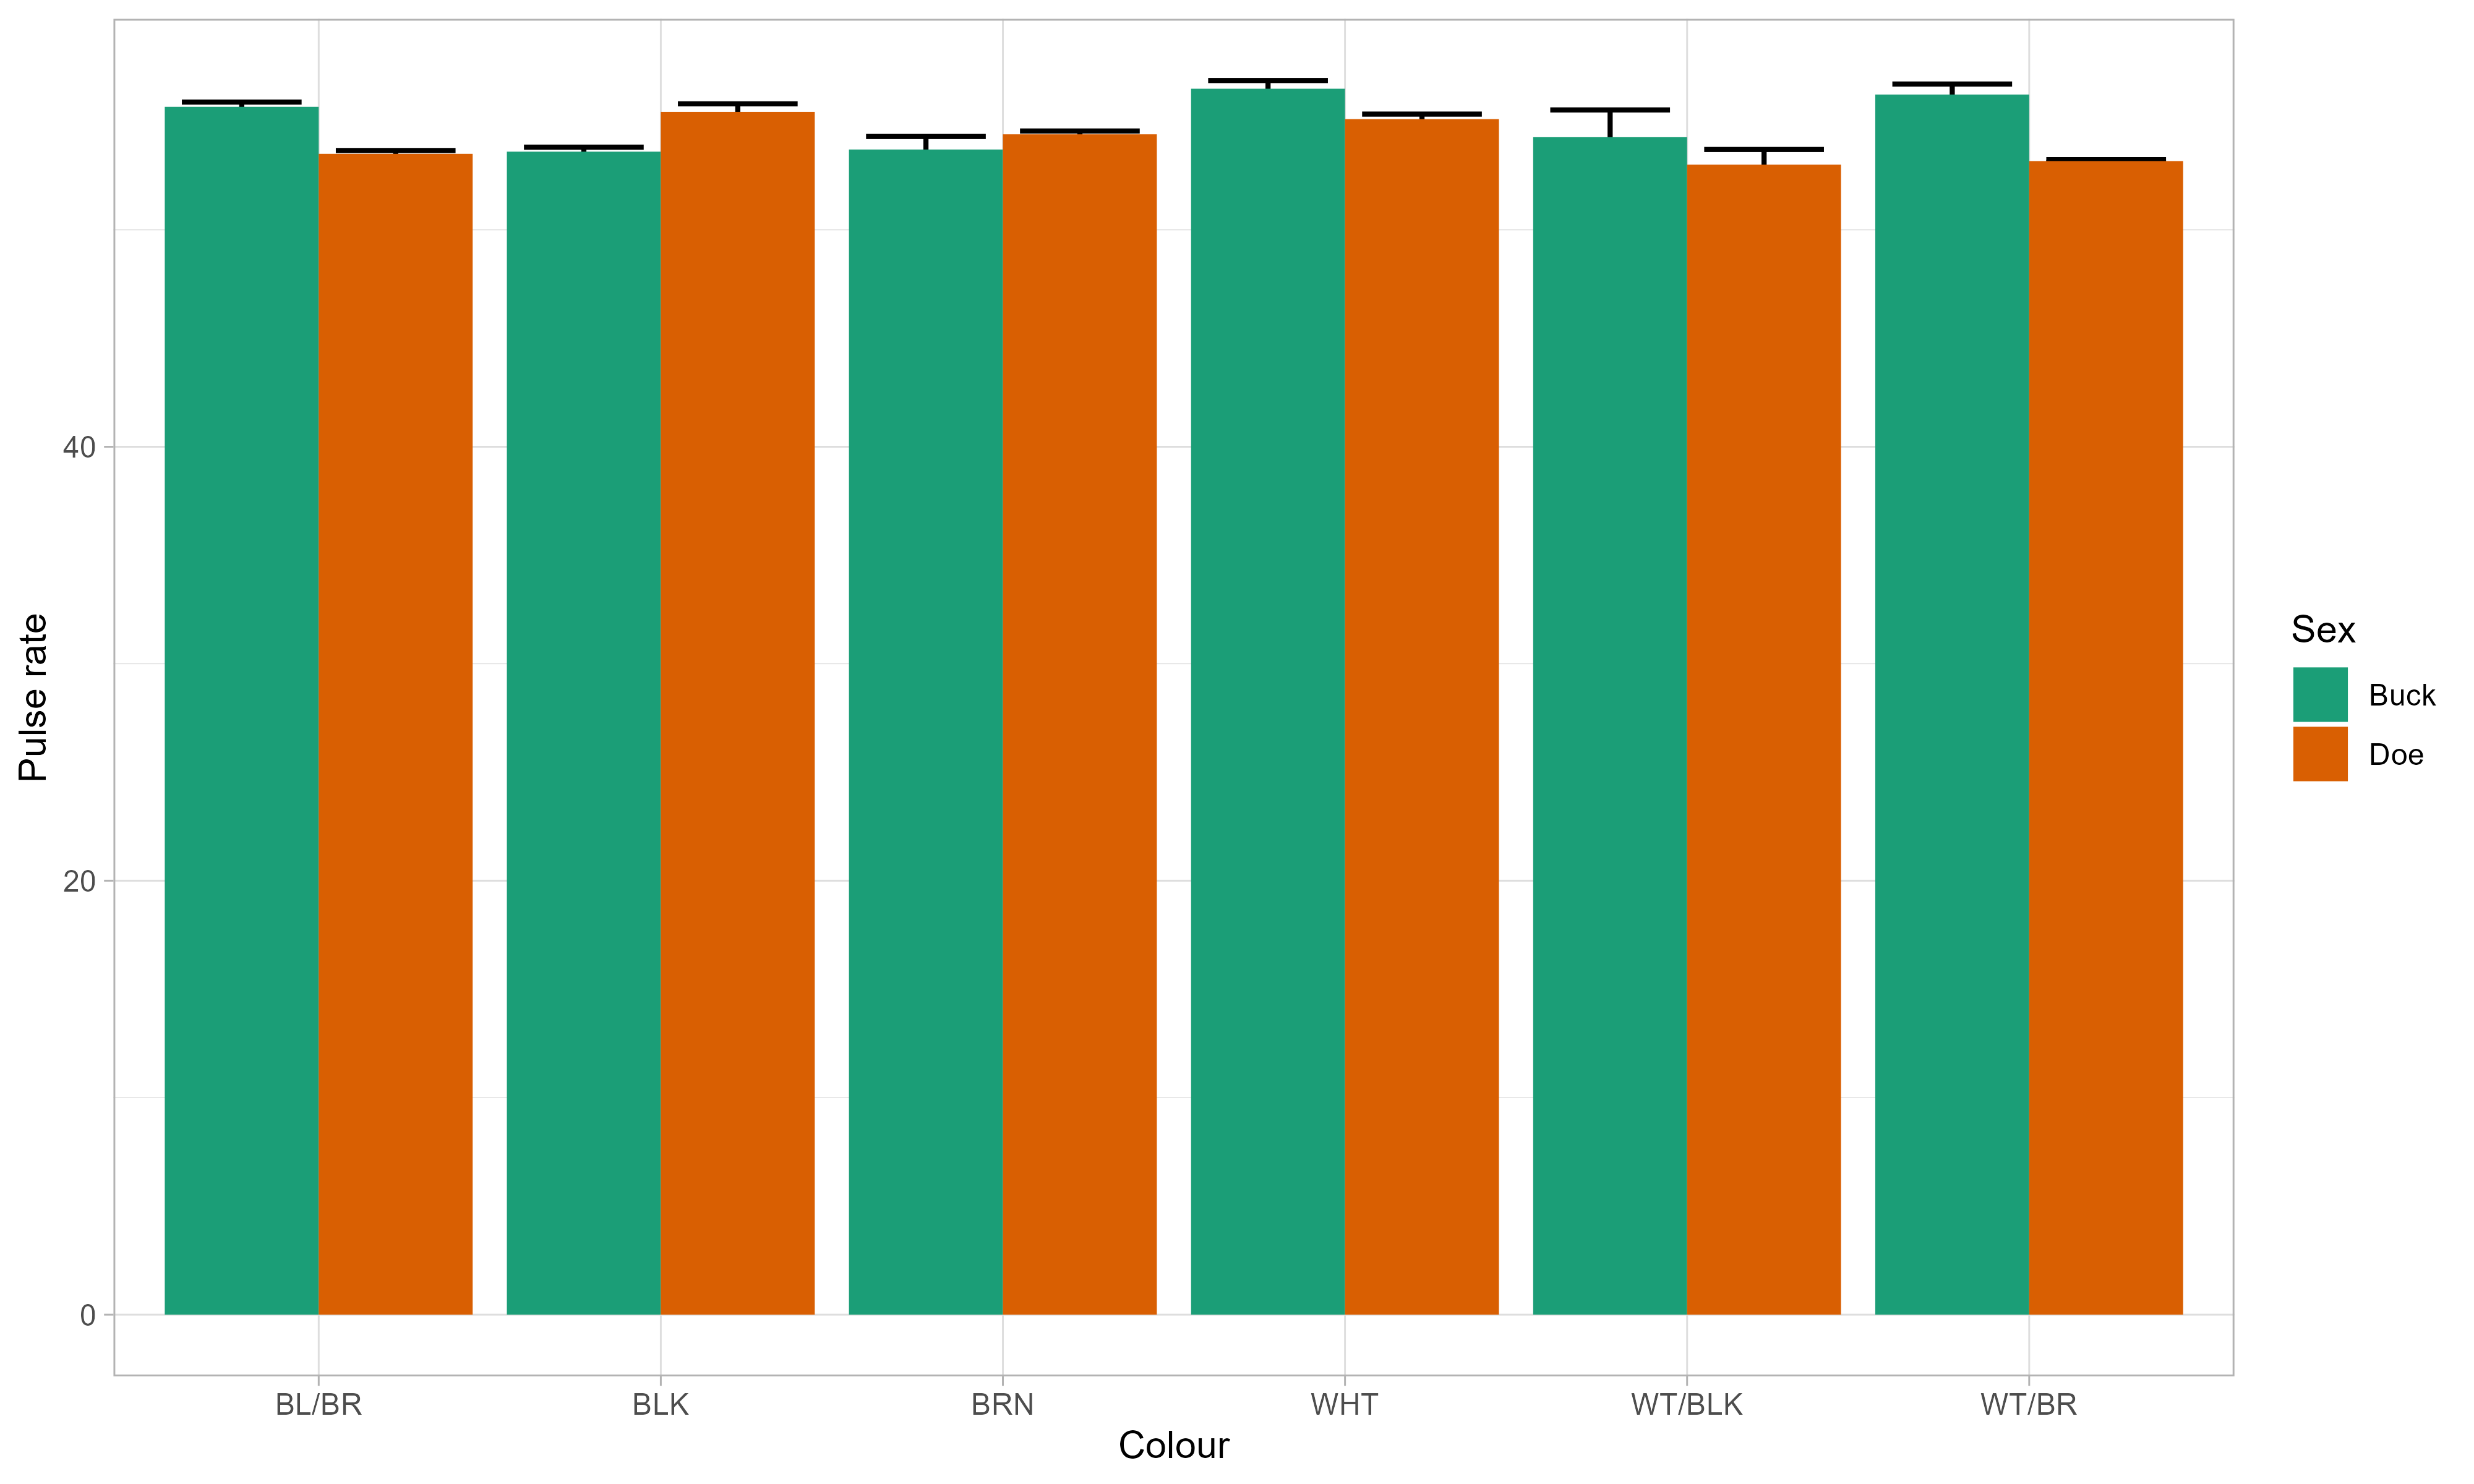 40
20
0
Pulse rate
BL/BR
BLK
BRN
WHT
WT/BLK
WT/BR
Colour
Sex
Buck
Doe